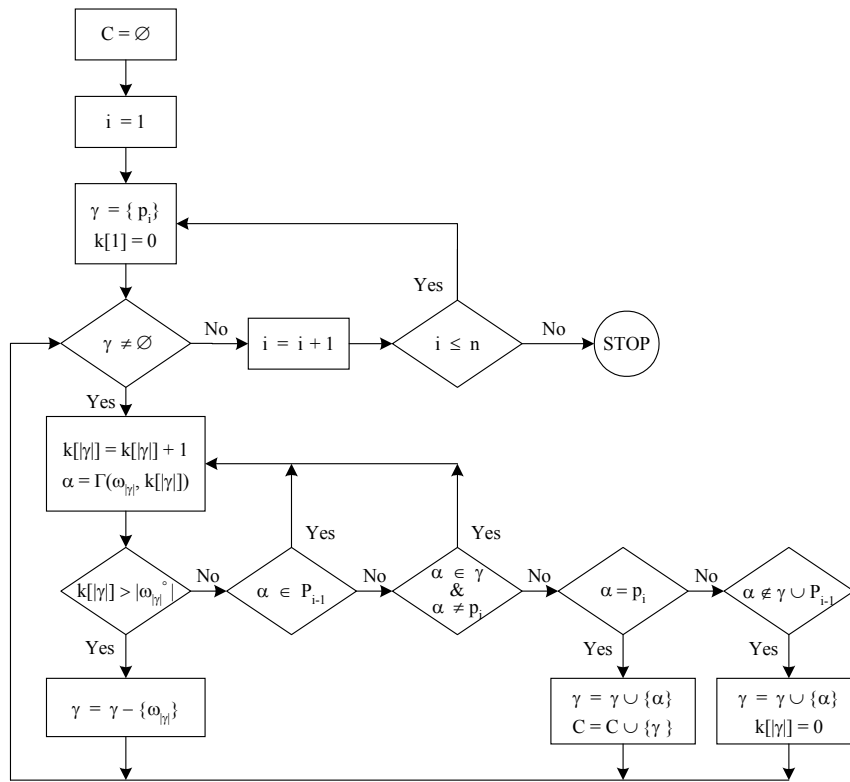 C = ∅
i = 1
γ = { pᵢ}
k[1] = 0
Yes
γ ≠ ∅
No
i = i + 1
i ≤ n
No
STOP
Yes
k[|γ|] = k[|γ|] + 1
α = Γ(ω|γ|, k[|γ|])
Yes
Yes
k[|γ|] > |ω|γ|°|
No
α ∈ Pi-1
No
α ∈ γ
&
α ≠ pᵢ
No
α = pᵢ
No
α ∉ γ ∪ Pi-1
Yes
Yes
Yes
γ = γ – {ω|γ|}
γ = γ ∪ {α}
C = C ∪ {γ }
γ = γ ∪ {α}
k[|γ|] = 0